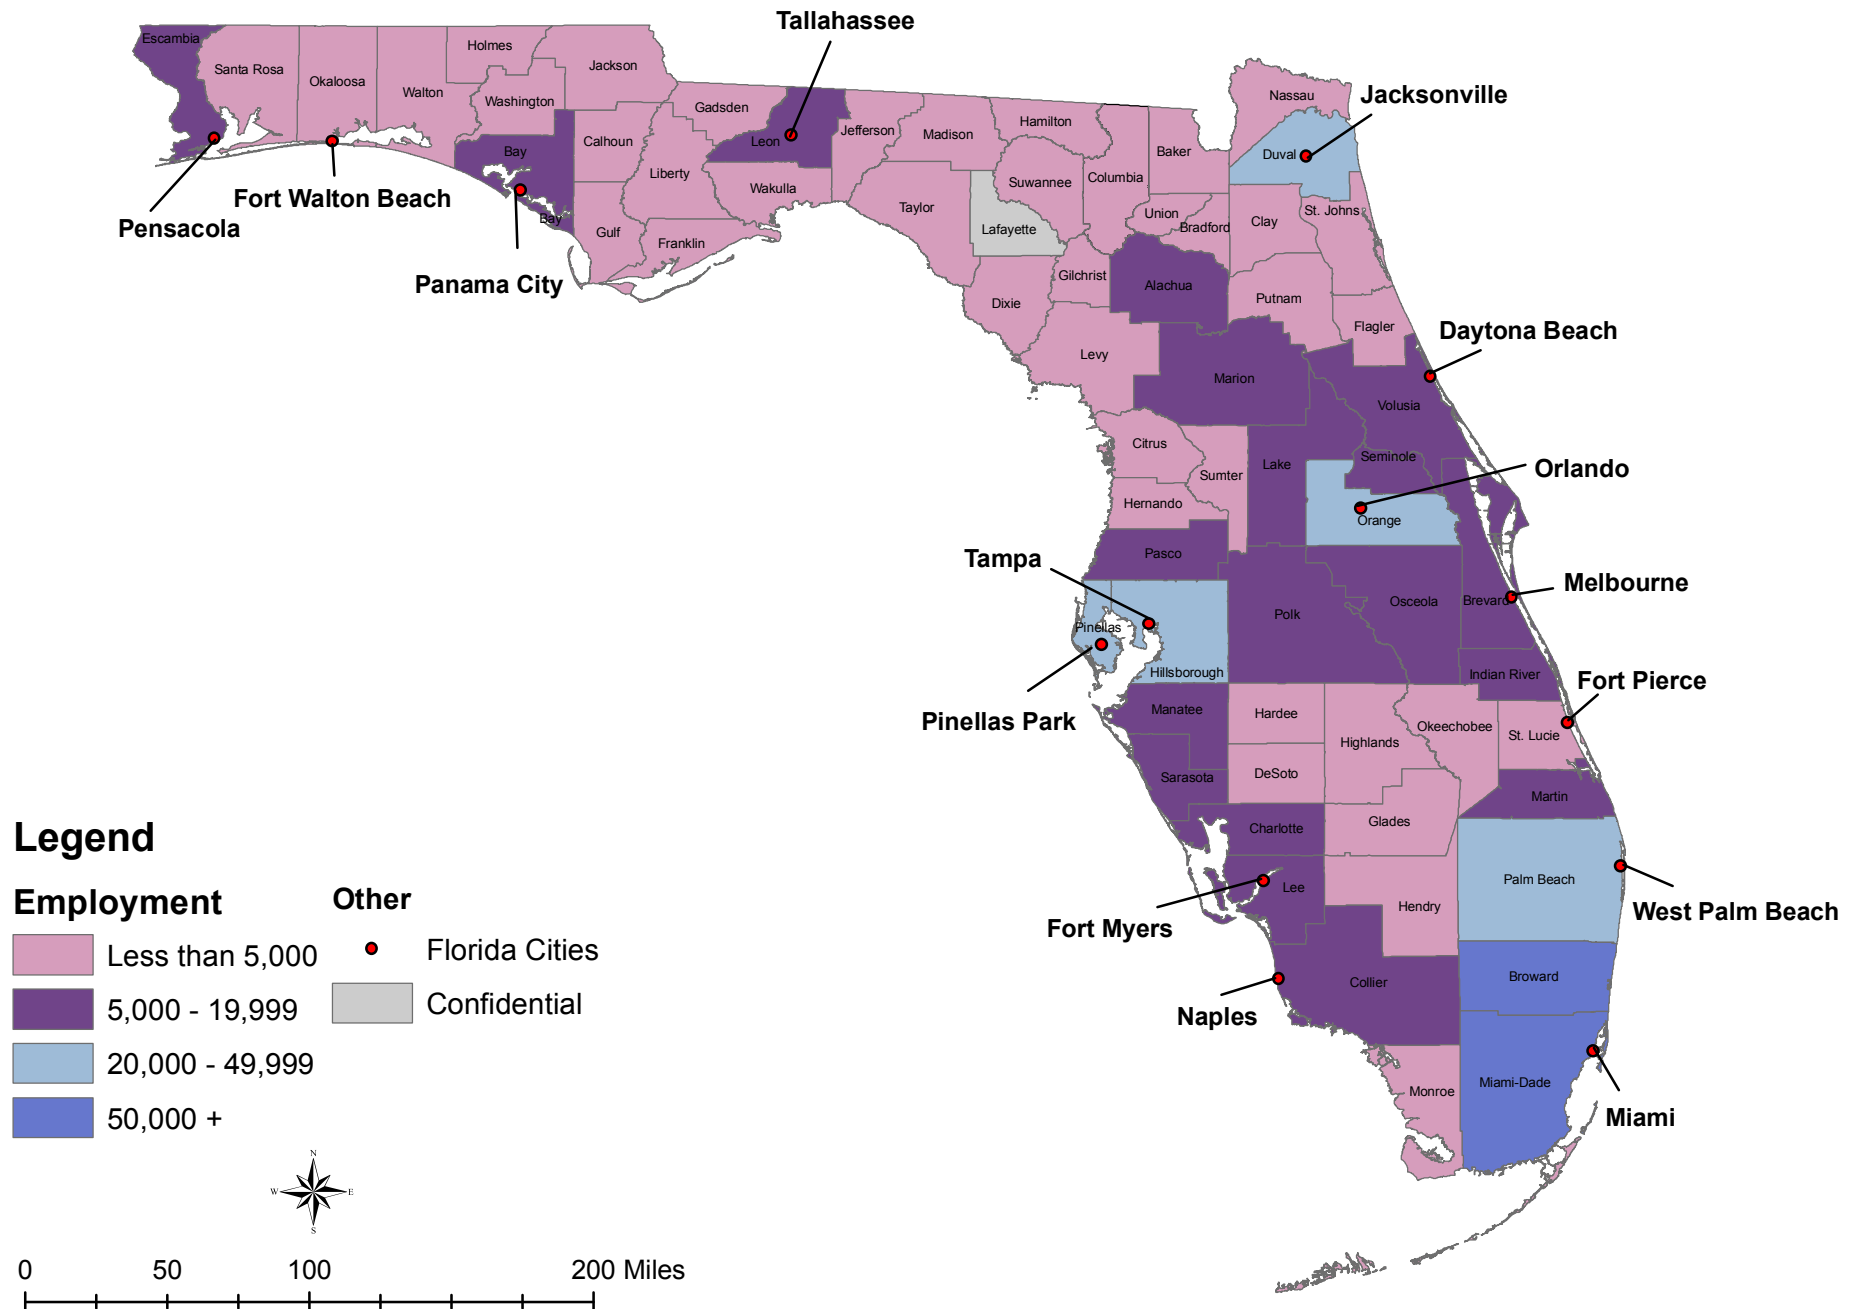 Tallahassee
Escambia
Santa Rosa
Okaloosa
Walton
Holmes
Jackson
Washington
Gadsden
Leon
Jefferson
Madison
Hamilton
Nassau
Jacksonville
Duval
Bay
Calhoun
Liberty
Wakulla
Taylor
Suwannee
Columbia
Baker
Union
Bradford
Clay
St. Johns
Lafayette
Fort Walton Beach
Pensacola
Bay
Gulf
Franklin
Panama City
Dixie
Gilchrist
Alachua
Putnam
Flagler
Daytona Beach
Levy
Marion
Volusia
Citrus
Sumter
Lake
Seminole
Orlando
Hernando
Orange
Pasco
Tampa
Melbourne
Polk
Osceola
Brevard
Pinellas
Hillsborough
Indian River
Fort Pierce
Pinellas Park
Manatee
Hardee
Highlands
Okeechobee
St. Lucie
Sarasota
DeSoto
Martin
Charlotte
Glades
Palm Beach
West Palm Beach
Lee
Hendry
Fort Myers
Collier
Broward
Naples
Monroe
Miami-Dade
Miami
Legend
Employment
Less than 5,000
5,000 - 19,999
20,000 - 49,999
50,000 +
Other
Florida Cities
Confidential
N
W E
S
0 50 100 200 Miles